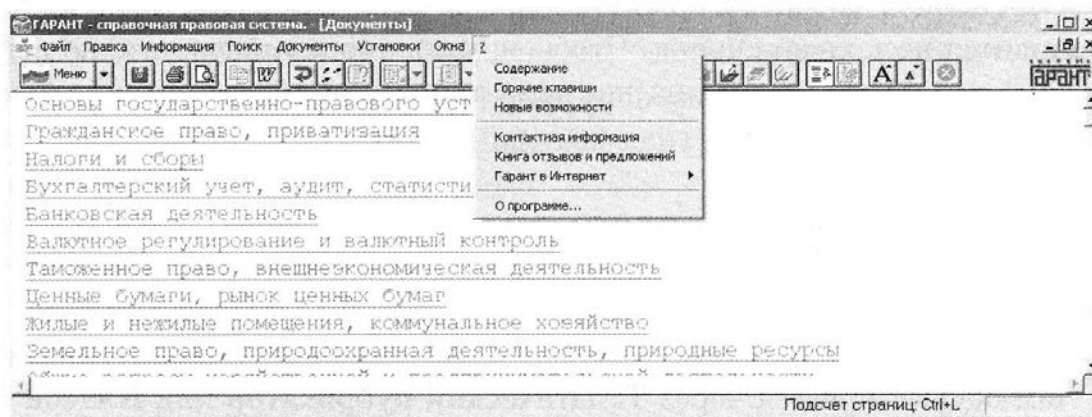 ГАРАНТ - справочная правовая система. - [Документы]
Файл Правка Информация Поиск Документы Установки Окна ?
Меню
гарант
Содержание
Горячие клавиши
Новые возможности
Контактная информация
Книга отзывов и предложений
Гарант в Интернет
О программе...
Основы государственно-правового уст
Гражданское право, приватизация
Налоги и сборы
Бухгалтерский учет, аудит, статисти
Банковская деятельность
Валютное регулирование и валютный контроль
Таможенное право, внешнеэкономическая деятельность
Ценные бумаги, рынок ценных бумаг
Жилые и нежилые помещения, коммунальное хозяйство
Земельное право, природоохранная деятельность, природные ресурсы
Подсчет страниц: Ctrl+L